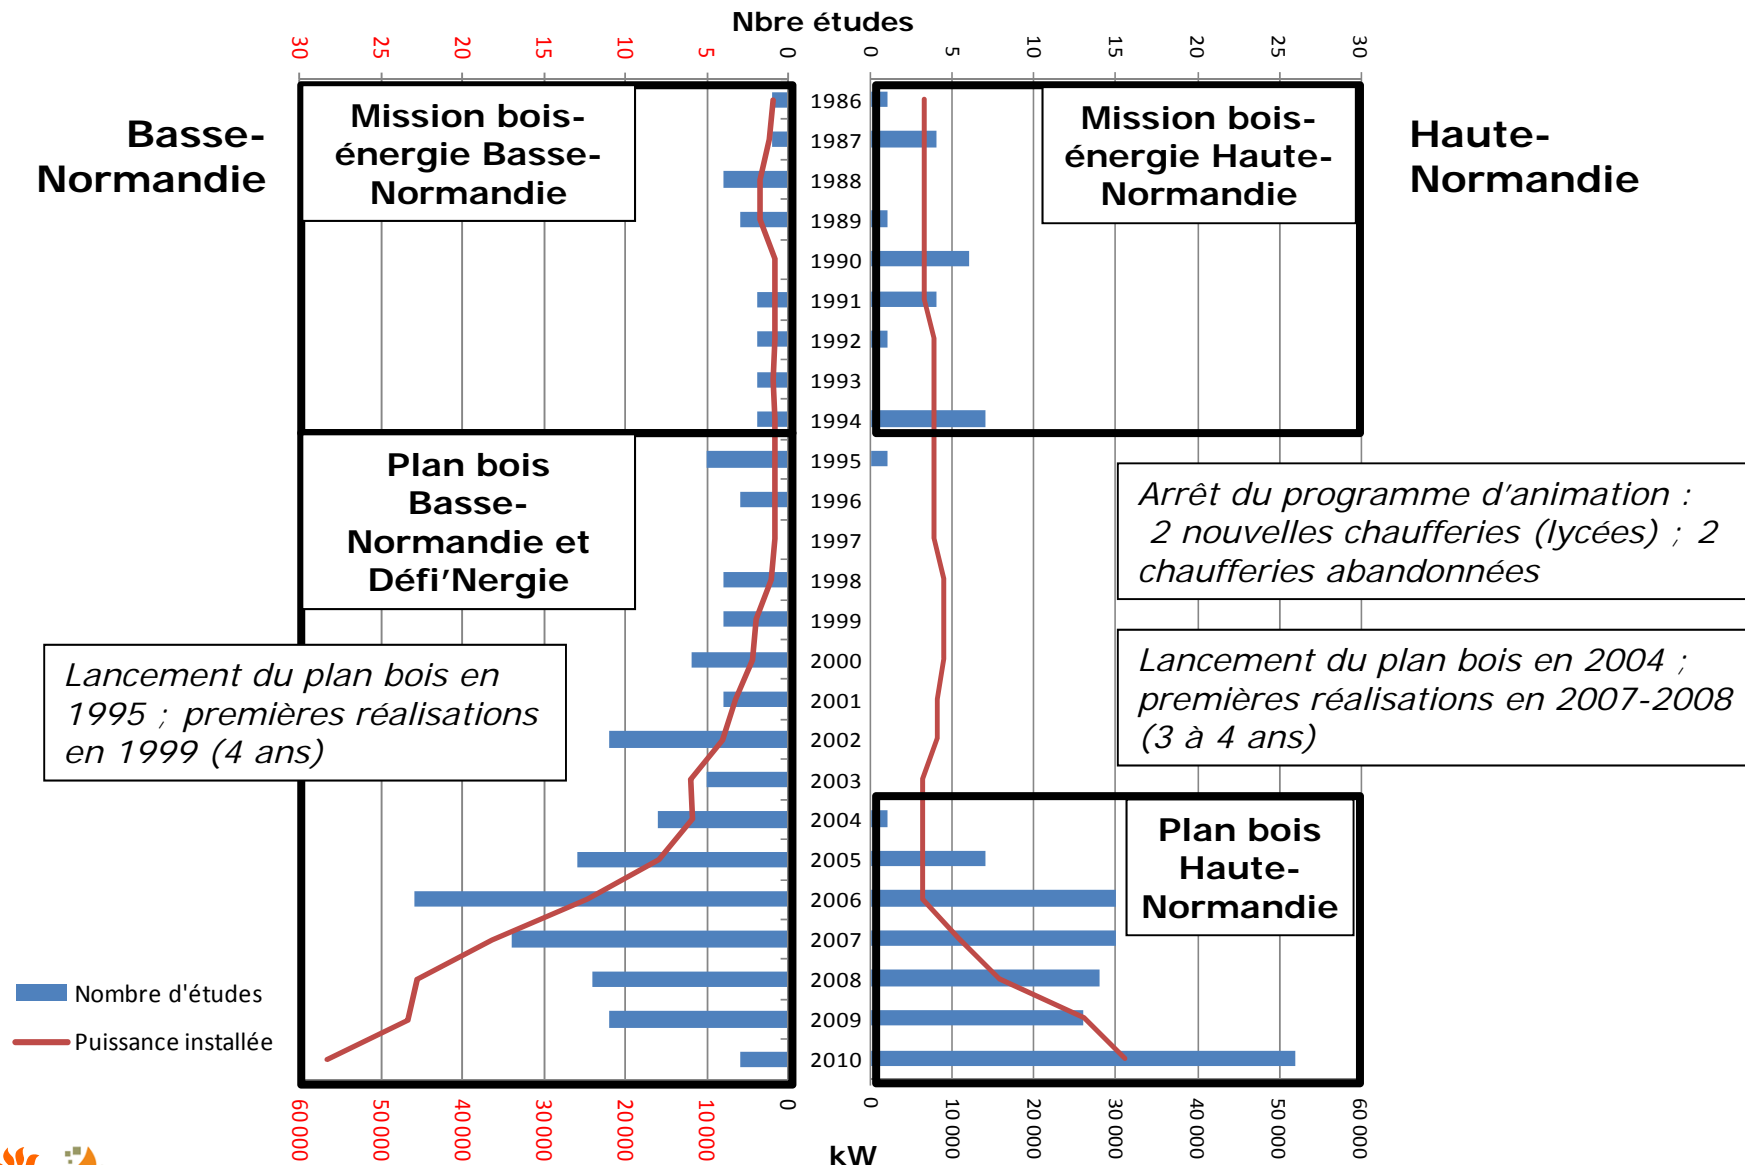 Nbre études
30 25 20 15 10 5 0
0 5 10 15 20 25 30
Basse-
Normandie
Mission bois-
énergie Basse-
Normandie
Mission bois-
énergie Haute-
Normandie
Haute-
Normandie
1986
1987
1988
1989
1990
1991
1992
1993
1994
1995
1996
1997
1998
1999
2000
2001
2002
2003
2004
2005
2006
2007
2008
2009
2010
Plan bois
Basse-
Normandie et
Défi'Nergie
Arrêt du programme d'animation :
2 nouvelles chaufferies (lycées) ; 2
chaufferies abandonnées
Lancement du plan bois en
1995 ; premières réalisations
en 1999 (4 ans)
Lancement du plan bois en 2004 ;
premières réalisations en 2007-2008
(3 à 4 ans)
Plan bois
Haute-
Normandie
Nombre d'études
Puissance installée
60 000 50 000 40 000 30 000 20 000 10 000 0
0 10 000 20 000 30 000 40 000 50 000 60 000
kW